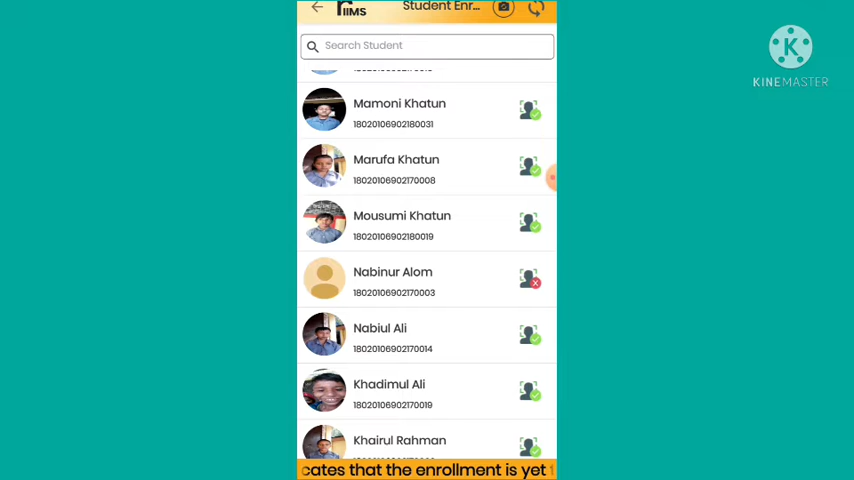 rIIMS
Student Enr...
Search Student
Mamoni Khatun
18020106902180031
Marufa Khatun
18020106902170008
Mousumi Khatun
18020106902180019
Nabinur Alom
18020106902170003
Nabiul Ali
18020106902170014
Khadimul Ali
18020106902170019
Khairul Rahman
cates that the enrollment is yet
K
KINEMASTER